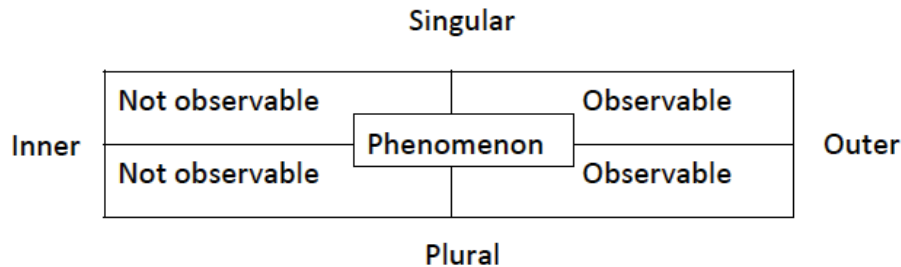 Singular
Not observable Observable
Inner Phenomenon Outer
Not observable Observable
Plural